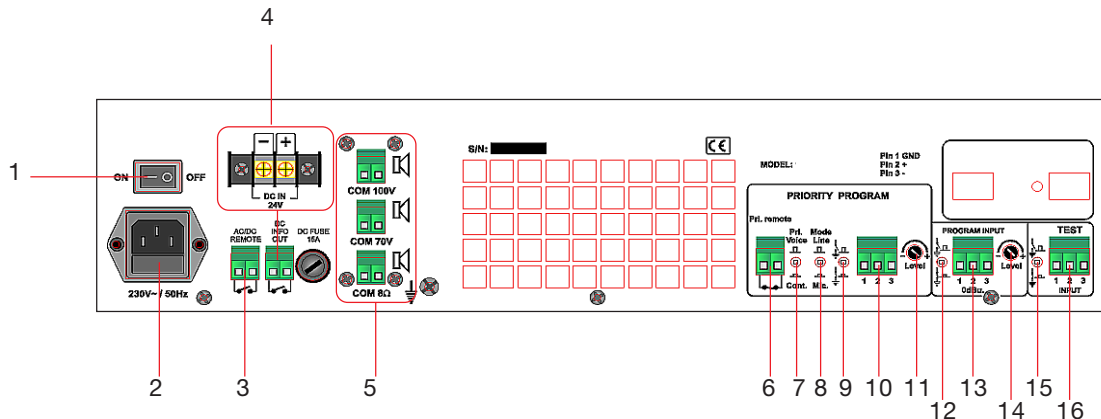 4
S/N:
CE
MODEL:
Pin 1 GND
Pin 2 +
Pin 3 -
1
ON
OFF
- +
DC IN
24V
COM 100V
PRIORITY PROGRAM
Pri. remote
Pri.
Voice
Mode
Line
PROGRAM INPUT
TEST
AC/DC
REMOTE
DC
INFO
OUT
DC FUSE
15A
COM 70V
- +
Level
- +
Level
Cont.
Mic.
1 2 3
1 2 3
0dBu.
1 2 3
INPUT
230V~ / 50Hz
COM 8Ω
2
3
5
6
7
8
9
10
11
12
13
14
15
16